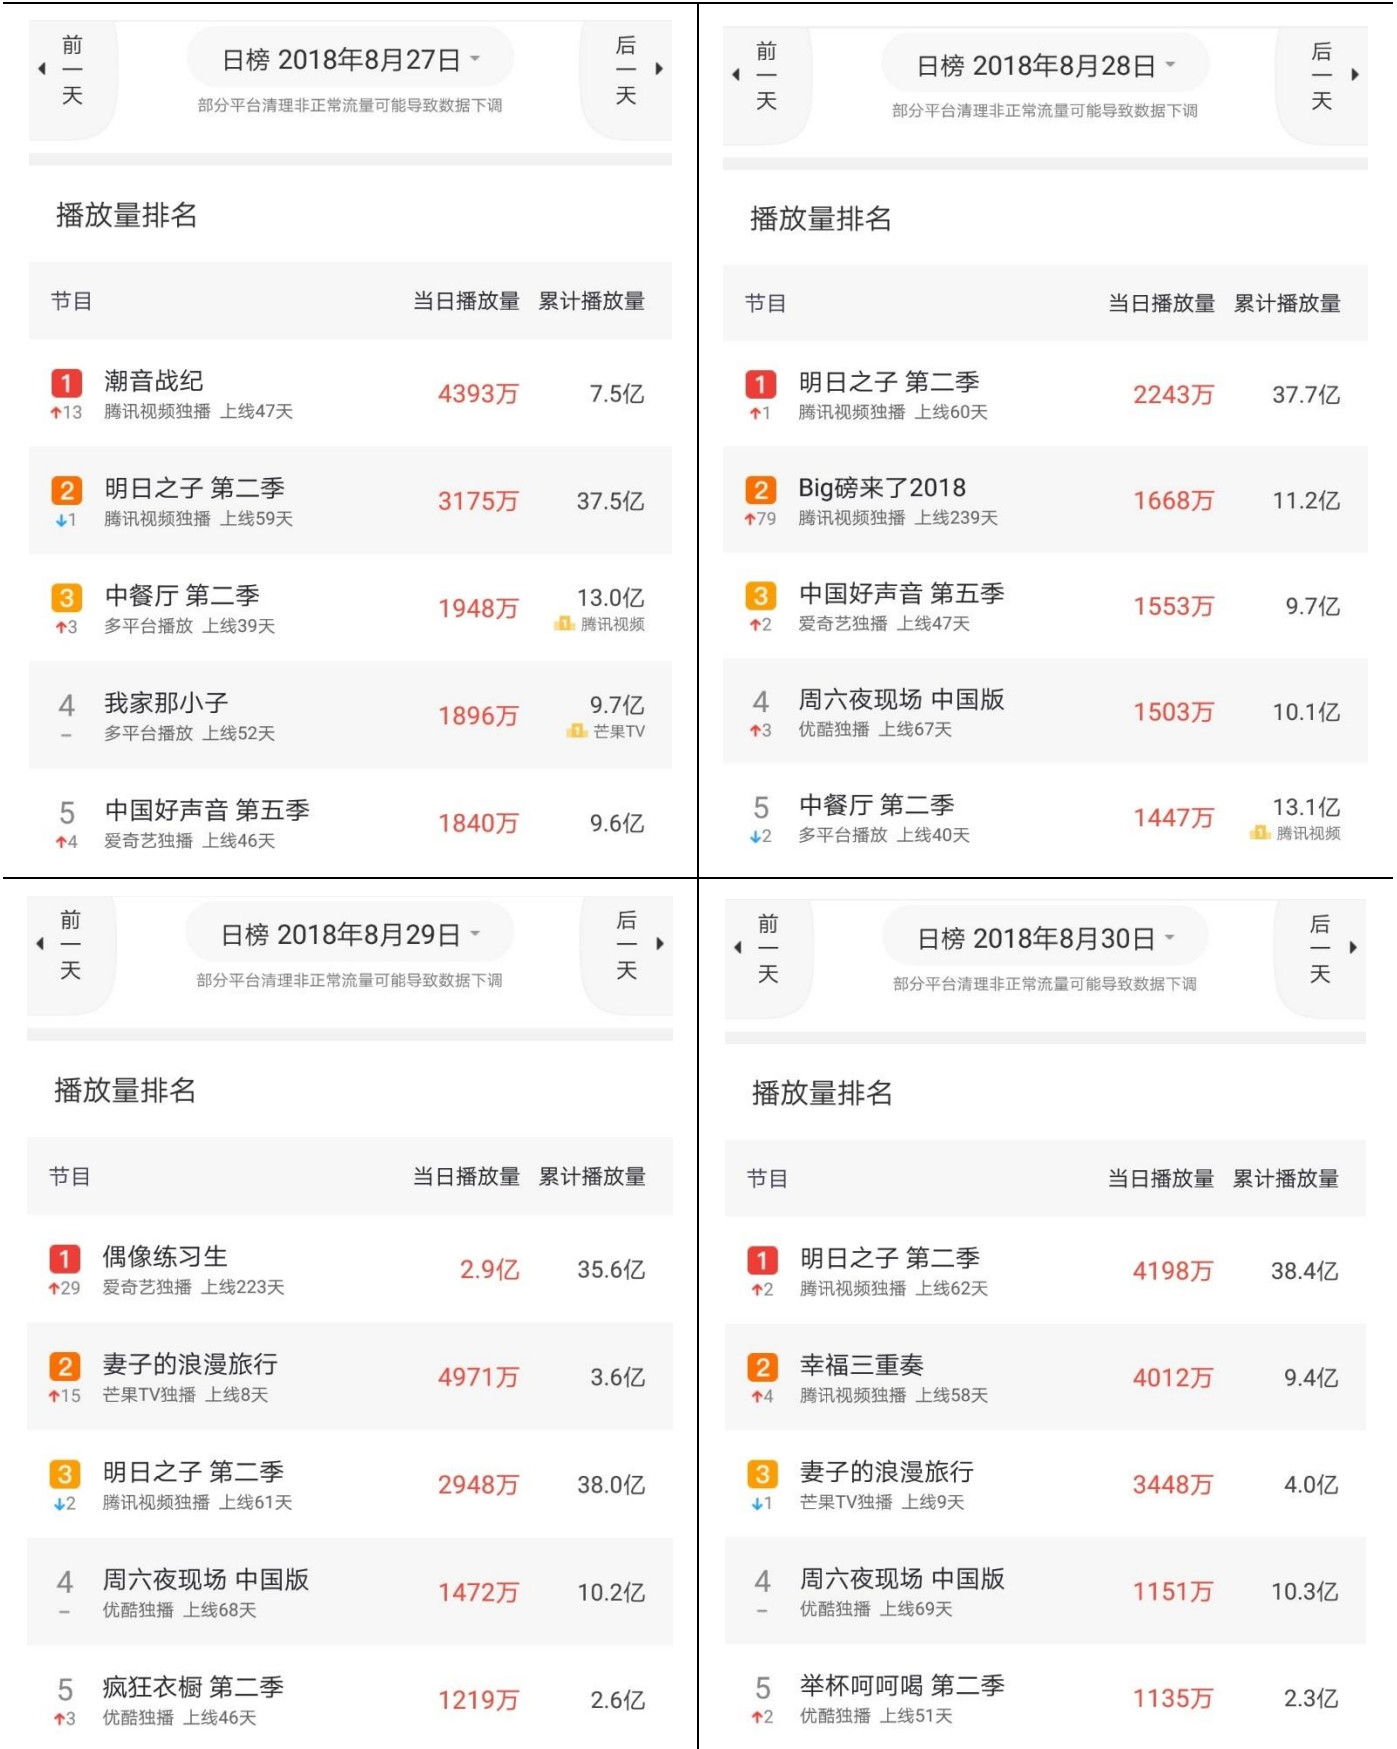 前一天
日榜 2018年8月27日
后一天
部分平台清理非正常流量可能导致数据下调
播放量排名
节目 当日播放量 累计播放量
1 潮音战纪 4393万 7.5亿
↑13 腾讯视频独播 上线47天
2 明日之子 第二季 3175万 37.5亿
↓1 腾讯视频独播 上线59天
3 中餐厅 第二季 1948万 13.0亿
↑3 多平台播放 上线39天 1 腾讯视频
4 我家那小子 1896万 9.7亿
– 多平台播放 上线52天 1 芒果TV
5 中国好声音 第五季 1840万 9.6亿
↑4 爱奇艺独播 上线46天
前一天
日榜 2018年8月28日
后一天
部分平台清理非正常流量可能导致数据下调
播放量排名
节目 当日播放量 累计播放量
1 明日之子 第二季 2243万 37.7亿
↑1 腾讯视频独播 上线60天
2 Big磅来了2018 1668万 11.2亿
↑79 腾讯视频独播 上线239天
3 中国好声音 第五季 1553万 9.7亿
↑2 爱奇艺独播 上线47天
4 周六夜现场 中国版 1503万 10.1亿
↑3 优酷独播 上线67天
5 中餐厅 第二季 1447万 13.1亿
↓2 多平台播放 上线40天 1 腾讯视频
前一天
日榜 2018年8月29日
后一天
部分平台清理非正常流量可能导致数据下调
播放量排名
节目 当日播放量 累计播放量
1 偶像练习生 2.9亿 35.6亿
↑29 爱奇艺独播 上线223天
2 妻子的浪漫旅行 4971万 3.6亿
↑15 芒果TV独播 上线8天
3 明日之子 第二季 2948万 38.0亿
↓2 腾讯视频独播 上线61天
4 周六夜现场 中国版 1472万 10.2亿
– 优酷独播 上线68天
5 疯狂衣橱 第二季 1219万 2.6亿
↑3 优酷独播 上线46天
前一天
日榜 2018年8月30日
后一天
部分平台清理非正常流量可能导致数据下调
播放量排名
节目 当日播放量 累计播放量
1 明日之子 第二季 4198万 38.4亿
↑2 腾讯视频独播 上线62天
2 幸福三重奏 4012万 9.4亿
↑4 腾讯视频独播 上线58天
3 妻子的浪漫旅行 3448万 4.0亿
↓1 芒果TV独播 上线9天
4 周六夜现场 中国版 1151万 10.3亿
– 优酷独播 上线69天
5 举杯呵呵喝 第二季 1135万 2.3亿
↑2 优酷独播 上线51天